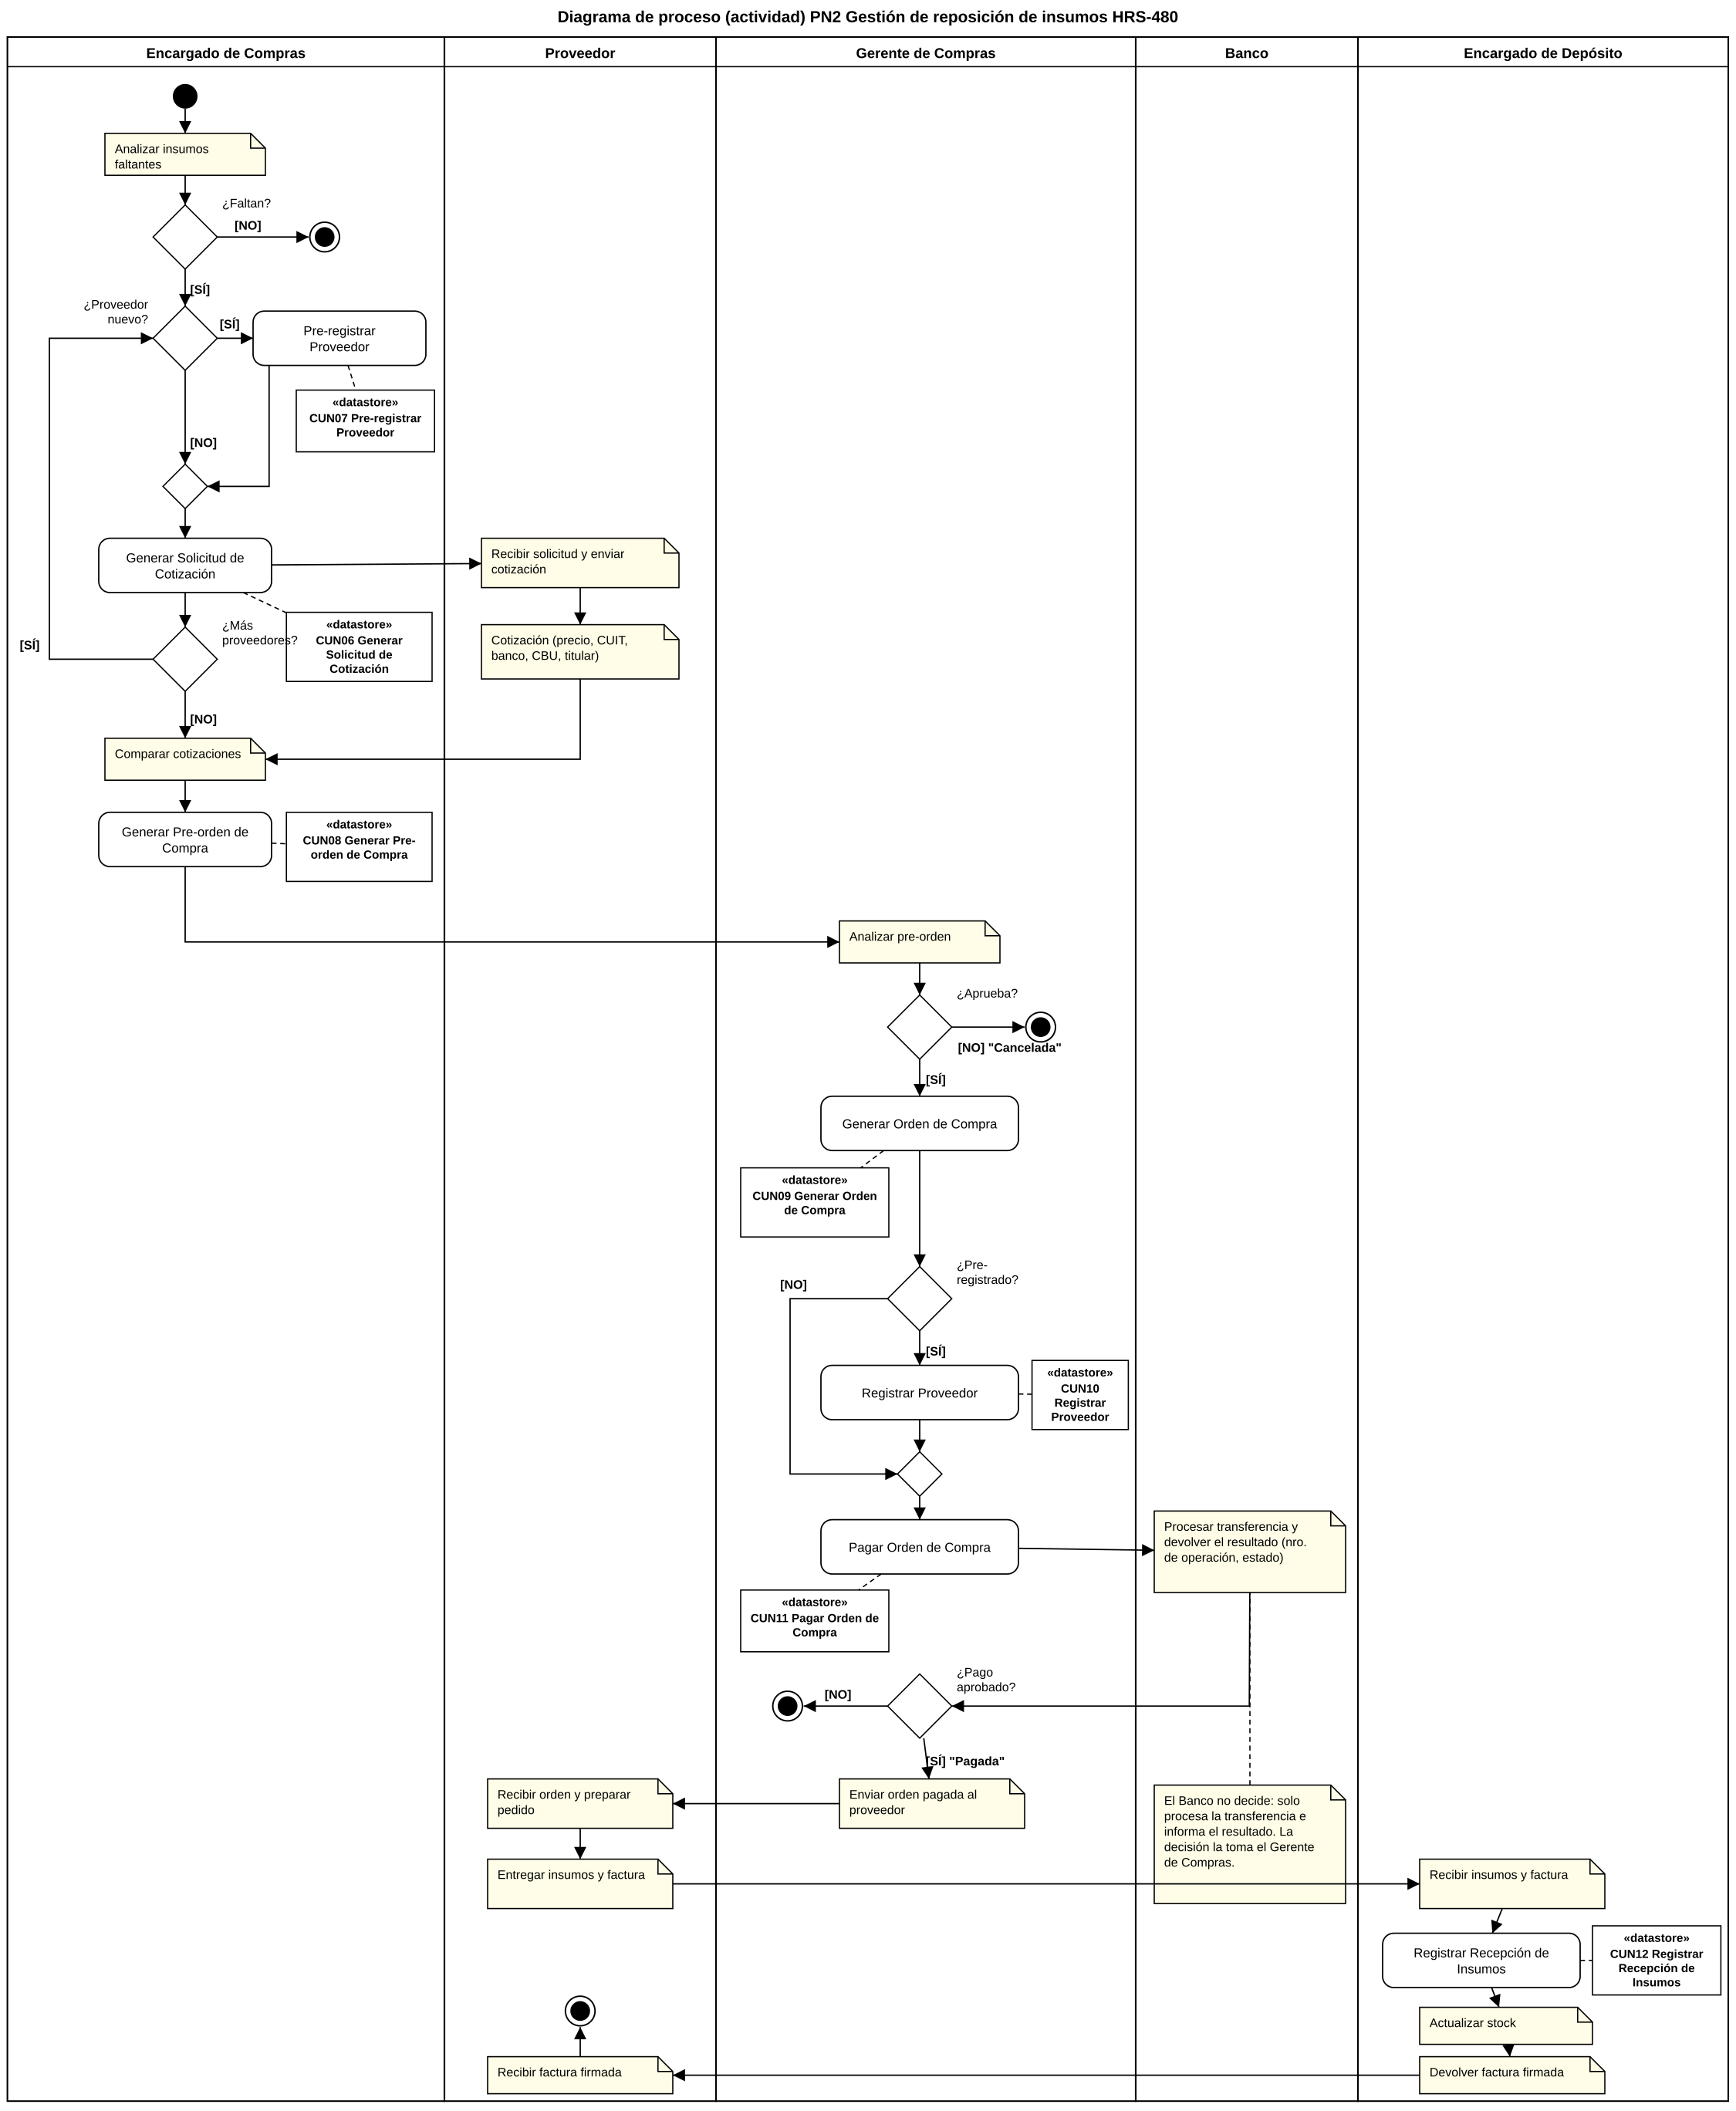 Diagrama de proceso (actividad) PN2 Gestión de reposición de insumos HRS-480
Encargado de Compras
Proveedor
Gerente de Compras
Banco
Encargado de Depósito
Analizar insumos
faltantes
¿Faltan?
[NO]
[SÍ]
¿Proveedor
nuevo?
[SÍ]
Pre-registrar
Proveedor
«datastore»
CUN07 Pre-registrar
Proveedor
[NO]
Generar Solicitud de
Cotización
Recibir solicitud y enviar
cotización
«datastore»
CUN06 Generar
Solicitud de
Cotización
¿Más
proveedores?
[SÍ]
Cotización (precio, CUIT,
banco, CBU, titular)
[NO]
Comparar cotizaciones
Generar Pre-orden de
Compra
«datastore»
CUN08 Generar Pre-
orden de Compra
Analizar pre-orden
¿Aprueba?
[NO] "Cancelada"
[SÍ]
Generar Orden de Compra
«datastore»
CUN09 Generar Orden
de Compra
¿Pre-
registrado?
[NO]
[SÍ]
Registrar Proveedor
«datastore»
CUN10
Registrar
Proveedor
Pagar Orden de Compra
Procesar transferencia y
devolver el resultado (nro.
de operación, estado)
«datastore»
CUN11 Pagar Orden de
Compra
¿Pago
aprobado?
[NO]
[SÍ] "Pagada"
Recibir orden y preparar
pedido
Enviar orden pagada al
proveedor
El Banco no decide: solo
procesa la transferencia e
informa el resultado. La
decisión la toma el Gerente
de Compras.
Entregar insumos y factura
Recibir insumos y factura
Registrar Recepción de
Insumos
«datastore»
CUN12 Registrar
Recepción de
Insumos
Actualizar stock
Recibir factura firmada
Devolver factura firmada